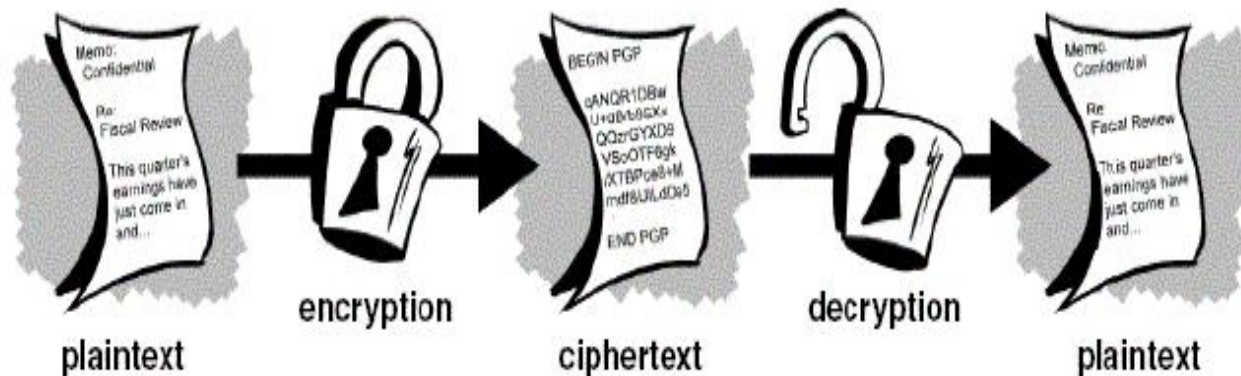 Memo:
Confidential
Re:
Fiscal Review
This quarter's
earnings have
just come in
and...
BEGIN PGP
END PGP
Memo:
Confidential
Re:
Fiscal Review
This quarter's
earnings have
just come in
and...
encryption
decryption
plaintext
ciphertext
plaintext